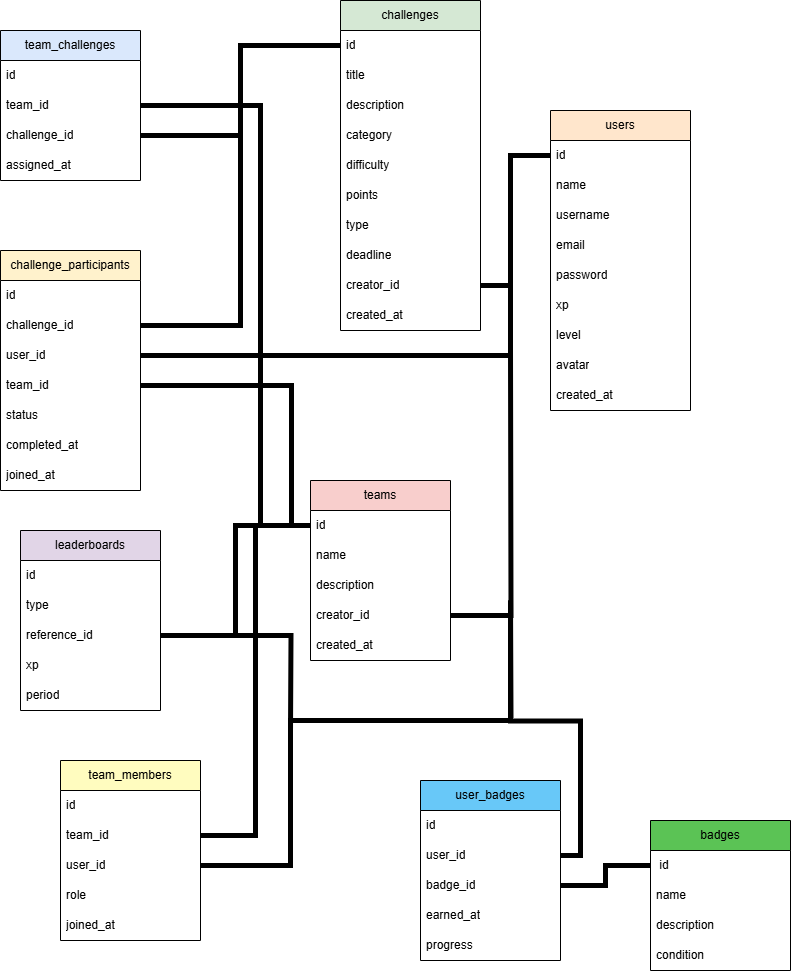 challenges
id
title
description
category
difficulty
points
type
deadline
creator_id
created_at
team_challenges
id
team_id
challenge_id
assigned_at
users
id
name
username
email
password
xp
level
avatar
created_at
challenge_participants
id
challenge_id
user_id
team_id
status
completed_at
joined_at
teams
id
name
description
creator_id
created_at
leaderboards
id
type
reference_id
xp
period
team_members
id
team_id
user_id
role
joined_at
user_badges
id
user_id
badge_id
earned_at
progress
badges
id
name
description
condition